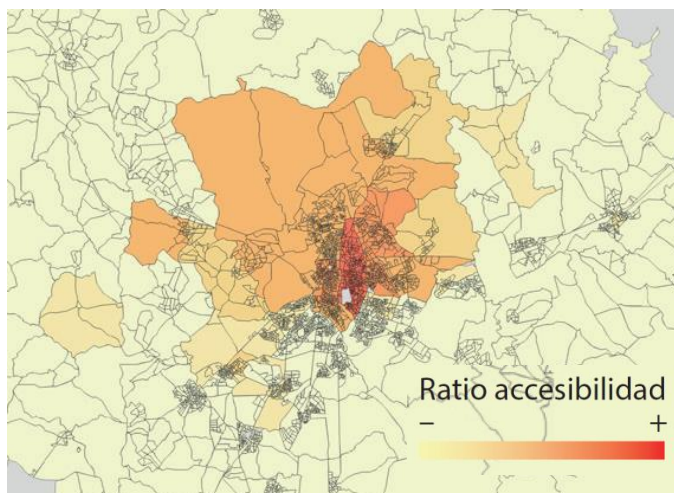 Ratio accesibilidad
– +